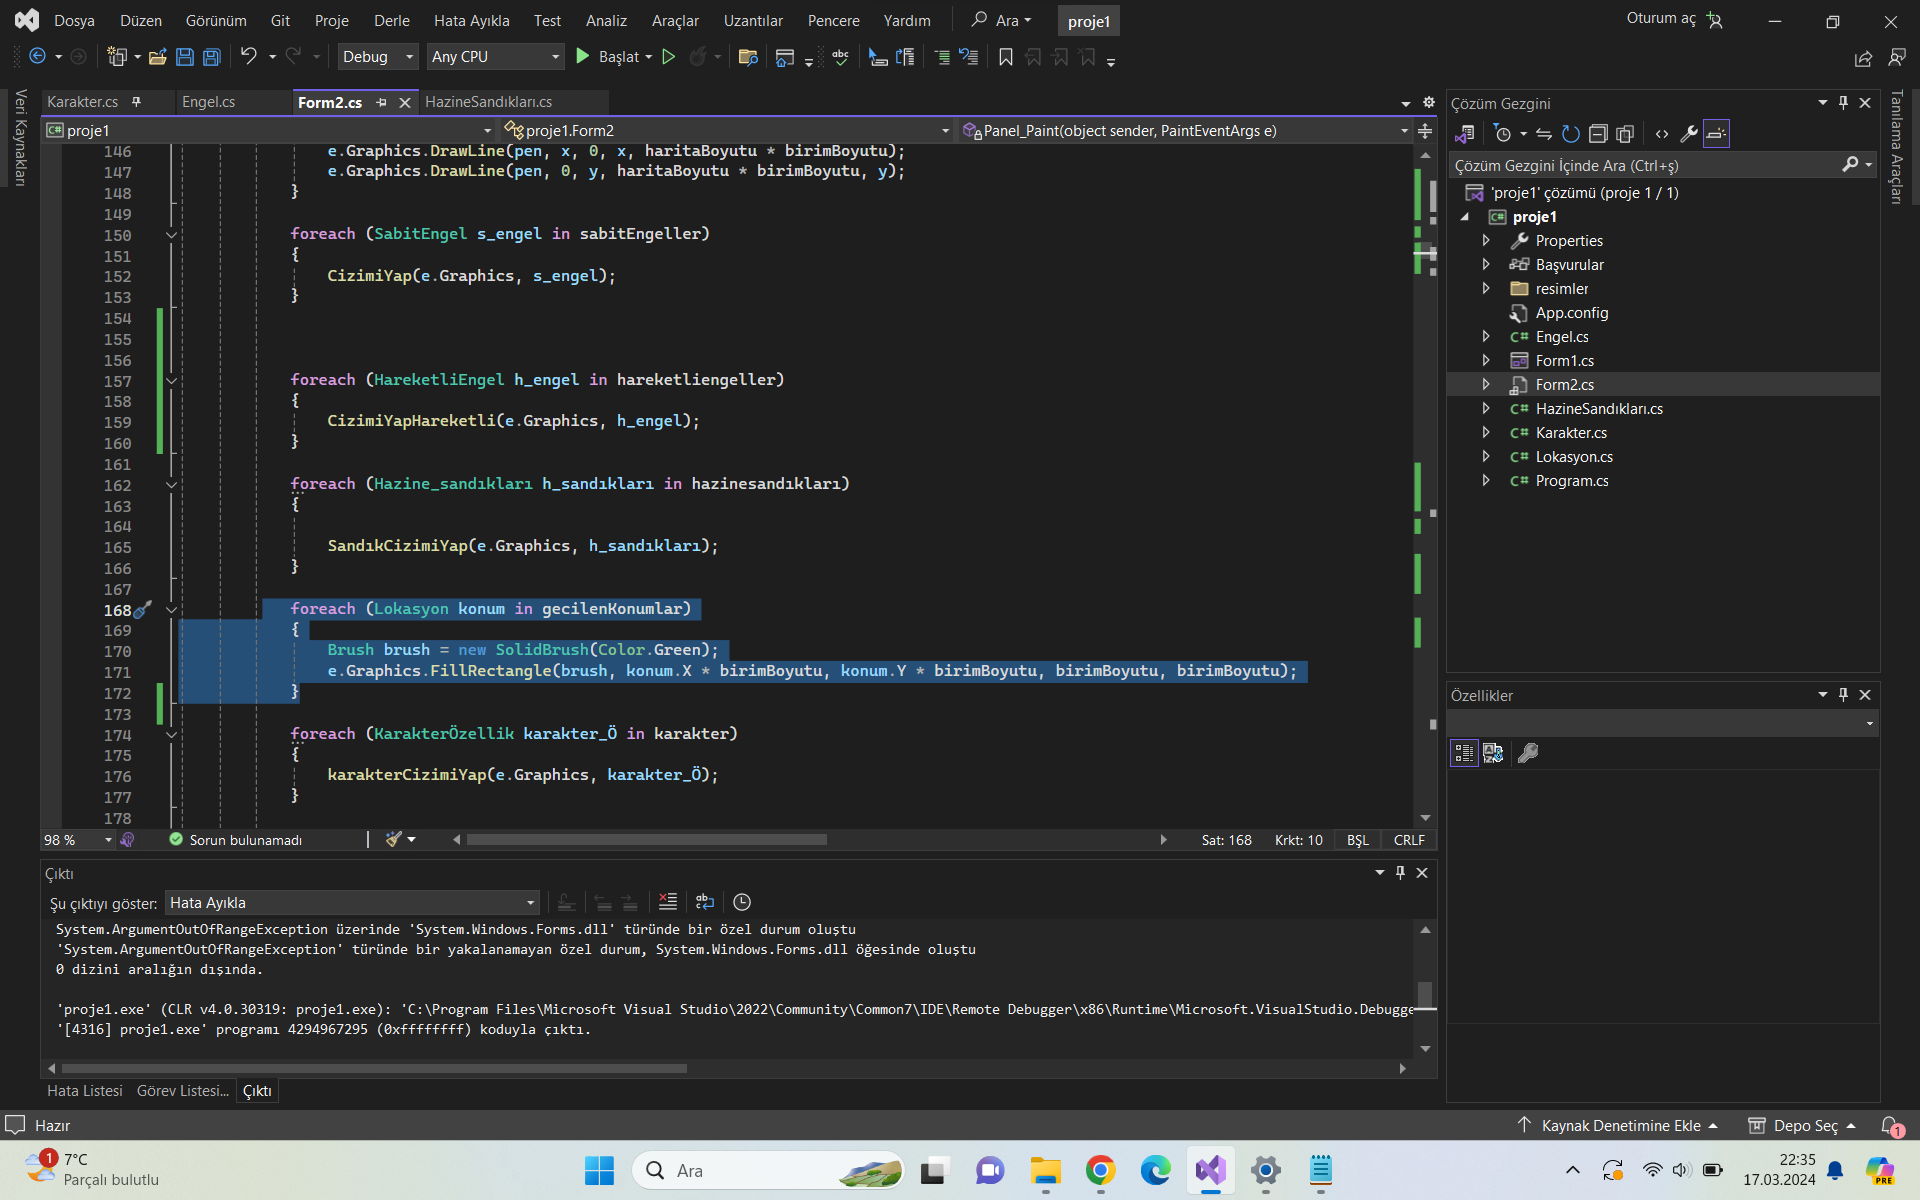 Dosya Düzen Görünüm Git Proje Derle Hata Ayıkla Test Analiz Araçlar Uzantılar Pencere Yardım Ara proje1 Oturum aç
Debug Any CPU Başlat
Veri Kaynakları
Karakter.cs Engel.cs Form2.cs HazineSandıkları.cs
proje1 proje1.Form2 Panel_Paint(object sender, PaintEventArgs e)
146 e.Graphics.DrawLine(pen, x, 0, x, haritaBoyutu * birimBoyutu);
147 e.Graphics.DrawLine(pen, 0, y, haritaBoyutu * birimBoyutu, y);
148 }
149
150 foreach (SabitEngel s_engel in sabitEngeller)
151 {
152 CizimiYap(e.Graphics, s_engel);
153 }
154
155
156
157 foreach (HareketliEngel h_engel in hareketliengeller)
158 {
159 CizimiYapHareketli(e.Graphics, h_engel);
160 }
161
162 foreach (Hazine_sandıkları h_sandıkları in hazinesandıkları)
163 {
164
165 SandıkCizimiYap(e.Graphics, h_sandıkları);
166 }
167
168 foreach (Lokasyon konum in gecilenKonumlar)
169 {
170 Brush brush = new SolidBrush(Color.Green);
171 e.Graphics.FillRectangle(brush, konum.X * birimBoyutu, konum.Y * birimBoyutu, birimBoyutu, birimBoyutu);
172 }
173
174 foreach (KarakterÖzellik karakter_Ö in karakter)
175 {
176 karakterCizimiYap(e.Graphics, karakter_Ö);
177 }
178
98 % Sorun bulunamadı Sat: 168 Krkt: 10 BŞL CRLF
Çıktı
Şu çıktıyı göster: Hata Ayıkla
System.ArgumentOutOfRangeException üzerinde 'System.Windows.Forms.dll' türünde bir özel durum oluştu
'System.ArgumentOutOfRangeException' türünde bir yakalanamayan özel durum, System.Windows.Forms.dll öğesinde oluştu
0 dizini aralığın dışında.
'proje1.exe' (CLR v4.0.30319: proje1.exe): 'C:\Program Files\Microsoft Visual Studio\2022\Community\Common7\IDE\Remote Debugger\x86\Runtime\Microsoft.VisualStudio.Debugge
'[4316] proje1.exe' programı 4294967295 (0xffffffff) koduyla çıktı.
Hata Listesi Görev Listesi... Çıktı
Çözüm Gezgini
Çözüm Gezgini İçinde Ara (Ctrl+ş)
'proje1' çözümü (proje 1 / 1)
proje1
Properties
Başvurular
resimler
App.config
Engel.cs
Form1.cs
Form2.cs
HazineSandıkları.cs
Karakter.cs
Lokasyon.cs
Program.cs
Özellikler
Tanılama Araçları
Hazır Kaynak Denetimine Ekle Depo Seç 1
1 7°C
Parçalı bulutlu
Ara
PRE
22:35
17.03.2024